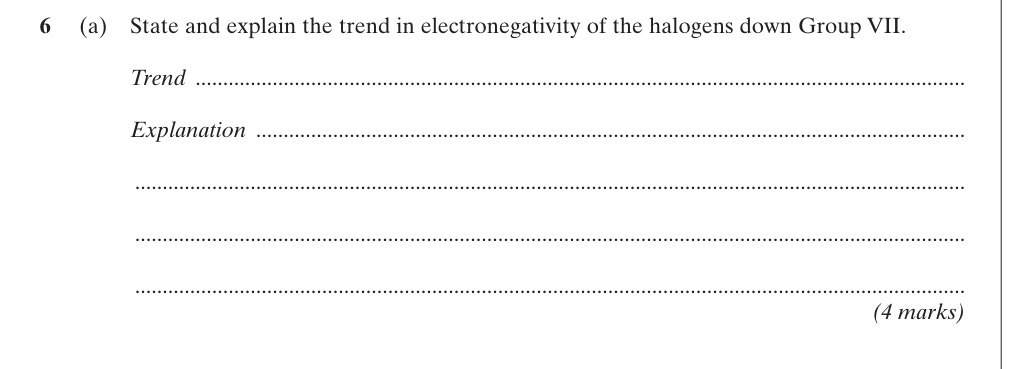 6 (a) State and explain the trend in electronegativity of the halogens down Group VII.
Trend ................................................................................................................................................
Explanation .....................................................................................................................................
............................................................................................................................................................
............................................................................................................................................................
............................................................................................................................................................
(4 marks)